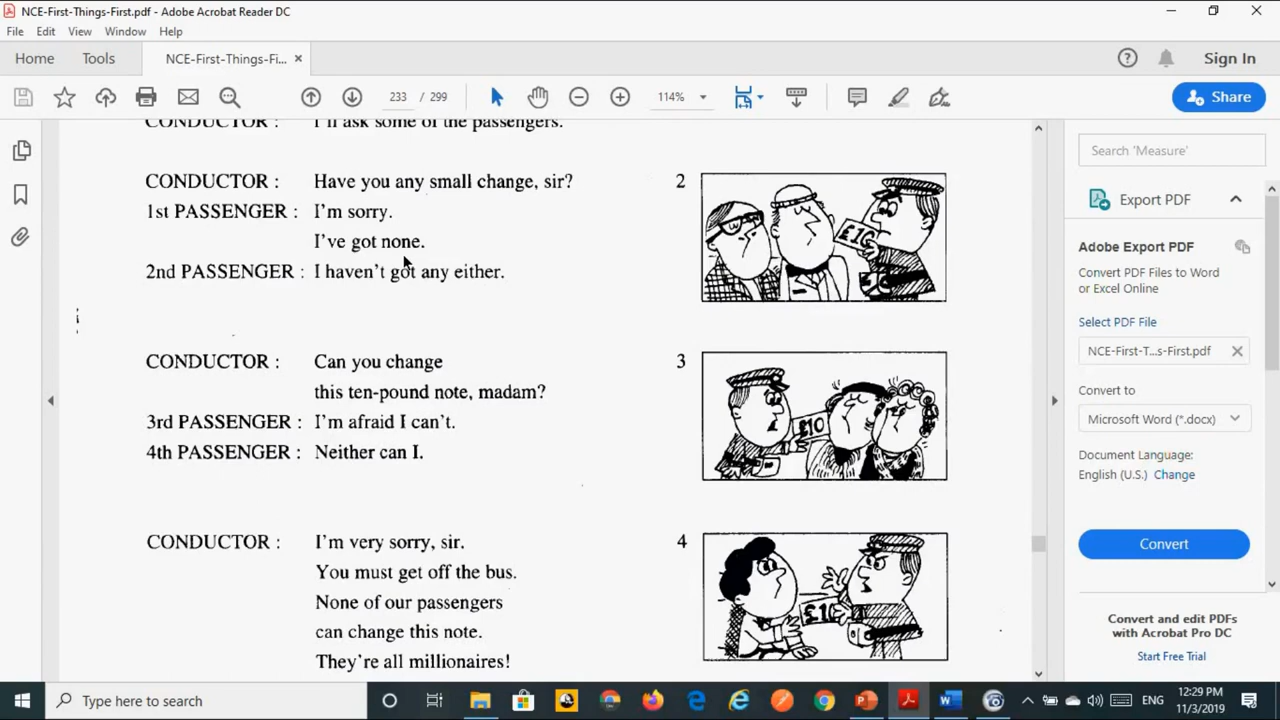 NCE-First-Things-First.pdf - Adobe Acrobat Reader DC
File Edit View Window Help
Home Tools NCE-First-Things-Fi... × Sign In
233 / 299 114% Share
CONDUCTOR : I'll ask some of the passengers.
CONDUCTOR : Have you any small change, sir? 2
1st PASSENGER : I'm sorry.
I've got none.
2nd PASSENGER : I haven't got any either.
£10
CONDUCTOR : Can you change 3
this ten-pound note, madam?
3rd PASSENGER : I'm afraid I can't.
4th PASSENGER : Neither can I.
£10
CONDUCTOR : I'm very sorry, sir. 4
You must get off the bus.
None of our passengers
can change this note.
They're all millionaires!
£10
Search 'Measure'
Export PDF
Adobe Export PDF
Convert PDF Files to Word
or Excel Online
Select PDF File
NCE-First-T...s-First.pdf
Convert to
Microsoft Word (*.docx)
Document Language:
English (U.S.) Change
Convert
Convert and edit PDFs
with Acrobat Pro DC
Start Free Trial
Type here to search
ENG
12:29 PM
11/3/2019